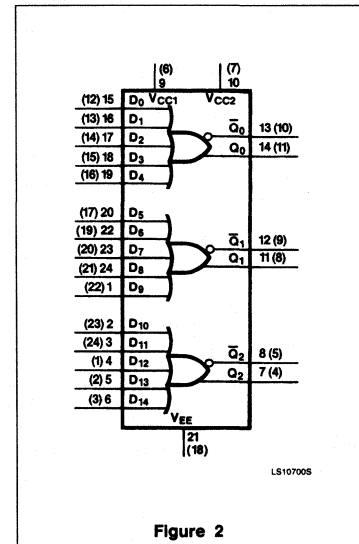 (6)
9
(7)
10
V_CC1 V_CC2
(12) 15 D0
(13) 16 D1
(14) 17 D2
(15) 18 D3
(16) 19 D4
Q̅0 13 (10)
Q0 14 (11)
(17) 20 D5
(19) 22 D6
(20) 23 D7
(21) 24 D8
(22) 1 D9
Q̅1 12 (9)
Q1 11 (8)
(23) 2 D10
(24) 3 D11
(1) 4 D12
(2) 5 D13
(3) 6 D14
Q̅2 8 (5)
Q2 7 (4)
VEE
21
(18)
LS10700S
Figure 2